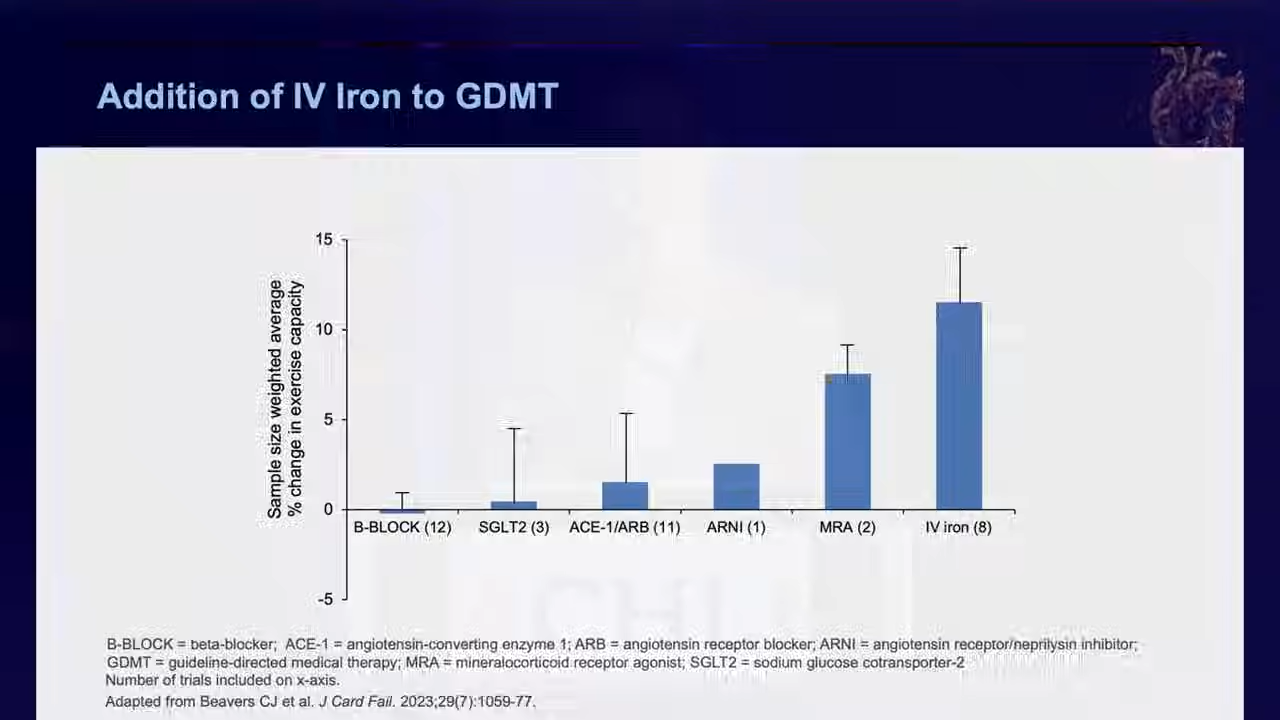 Addition of IV Iron to GDMT
Sample size weighted average
% change in exercise capacity
15
10
5
0
-5
B-BLOCK (12)
SGLT2 (3)
ACE-1/ARB (11)
ARNI (1)
MRA (2)
IV iron (8)
B-BLOCK = beta-blocker; ACE-1 = angiotensin-converting enzyme 1; ARB = angiotensin receptor blocker; ARNI = angiotensin receptor/neprilysin inhibitor;
GDMT = guideline-directed medical therapy; MRA = mineralocorticoid receptor agonist; SGLT2 = sodium glucose cotransporter-2
Number of trials included on x-axis.
Adapted from Beavers CJ et al. J Card Fail. 2023;29(7):1059-77.